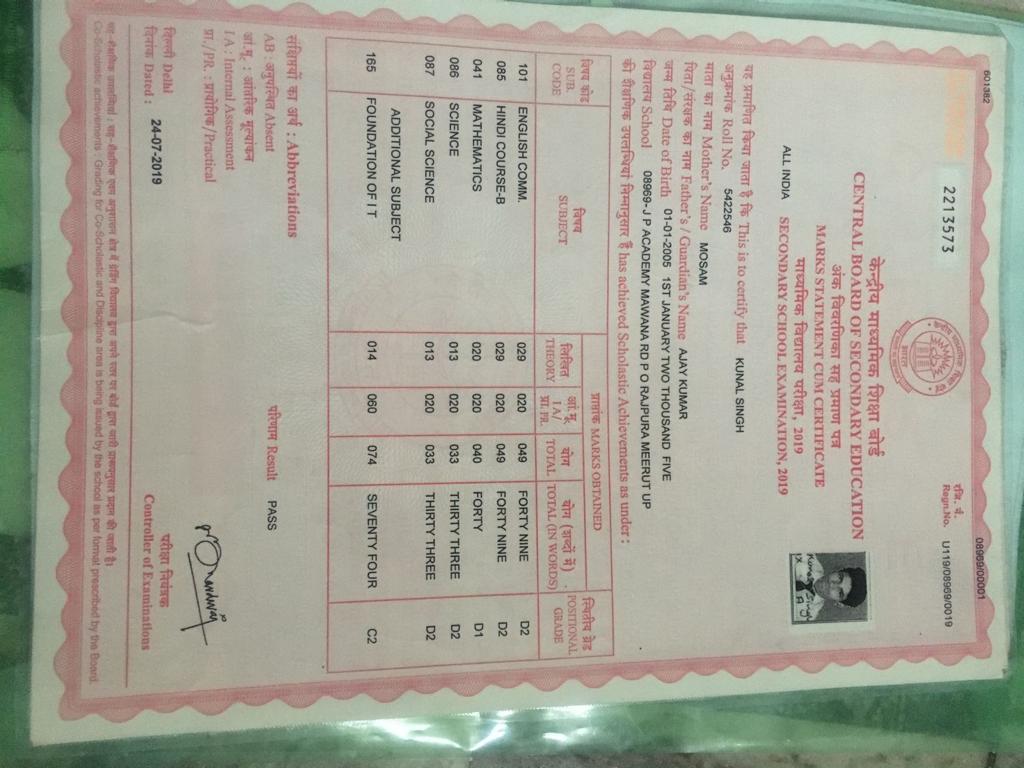 601382
08969/00001
2213573
रजि. सं.
Regn.No. U119/08969/0019
केन्द्रीय माध्यमिक शिक्षा बोर्ड
CENTRAL BOARD OF SECONDARY EDUCATION
अंक विवरणिका सह प्रमाण पत्र
MARKS STATEMENT CUM CERTIFICATE
माध्यमिक विद्यालय परीक्षा, 2019
ALL INDIA SECONDARY SCHOOL EXAMINATION, 2019
Kunal Singh
IX A
यह प्रमाणित किया जाता है कि This is to certify that KUNAL SINGH
अनुक्रमांक Roll No. 5422546
माता का नाम Mother's Name MOSAM
पिता/संरक्षक का नाम Father's / Guardian's Name AJAY KUMAR
जन्म तिथि Date of Birth 01-01-2005 1ST JANUARY TWO THOUSAND FIVE
विद्यालय School 08969- J P ACADEMY MAWANA RD P O RAJPURA MEERUT UP
की शैक्षणिक उपलब्धियां निम्नानुसार हैं has achieved Scholastic Achievements as under :
विषय कोड SUB. CODE विषय SUBJECT प्राप्तांक MARKS OBTAINED स्थितीय ग्रेड POSITIONAL GRADE
लिखित THEORY आं.मू. IA/ प्रा. PR. योग TOTAL योग (शब्दों में) TOTAL (IN WORDS)
101 ENGLISH COMM. 029 020 049 FORTY NINE D2
085 HINDI COURSE-B 029 020 049 FORTY NINE D2
041 MATHEMATICS 020 020 040 FORTY D1
086 SCIENCE 013 020 033 THIRTY THREE D2
087 SOCIAL SCIENCE 013 020 033 THIRTY THREE D2
ADDITIONAL SUBJECT
165 FOUNDATION OF IT 014 060 074 SEVENTY FOUR C2
संक्षिप्तियों का अर्थ : Abbreviations
परिणाम Result PASS
AB : अनुपस्थित Absent
आं.मू. : आंतरिक मूल्यांकन
IA : Internal Assessment
प्रा./PR. : प्रायोगिक/Practical
दिल्ली Delhi
दिनांक Dated : 24-07-2019
परीक्षा नियंत्रक
Controller of Examinations
Co-Scholastic achievements : Grading for Co-Scholastic and Discipline area is being issued by the school as per format prescribed by the Board.